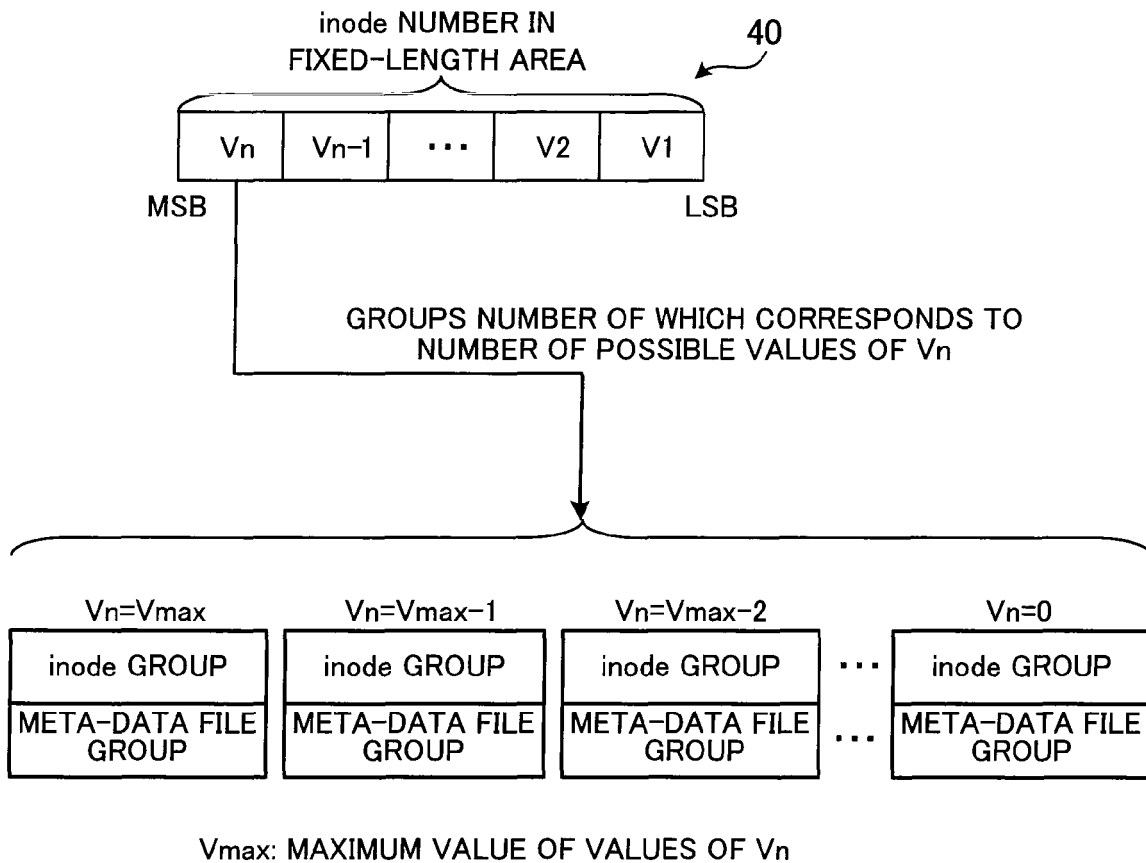 inode NUMBER IN
FIXED-LENGTH AREA
40
Vn Vn-1 ••• V2 V1
MSB LSB
GROUPS NUMBER OF WHICH CORRESPONDS TO
NUMBER OF POSSIBLE VALUES OF Vn
Vn=Vmax Vn=Vmax-1 Vn=Vmax-2 Vn=0
inode GROUP inode GROUP inode GROUP ••• inode GROUP
META-DATA FILE META-DATA FILE META-DATA FILE META-DATA FILE
GROUP GROUP GROUP ••• GROUP
Vmax: MAXIMUM VALUE OF VALUES OF Vn